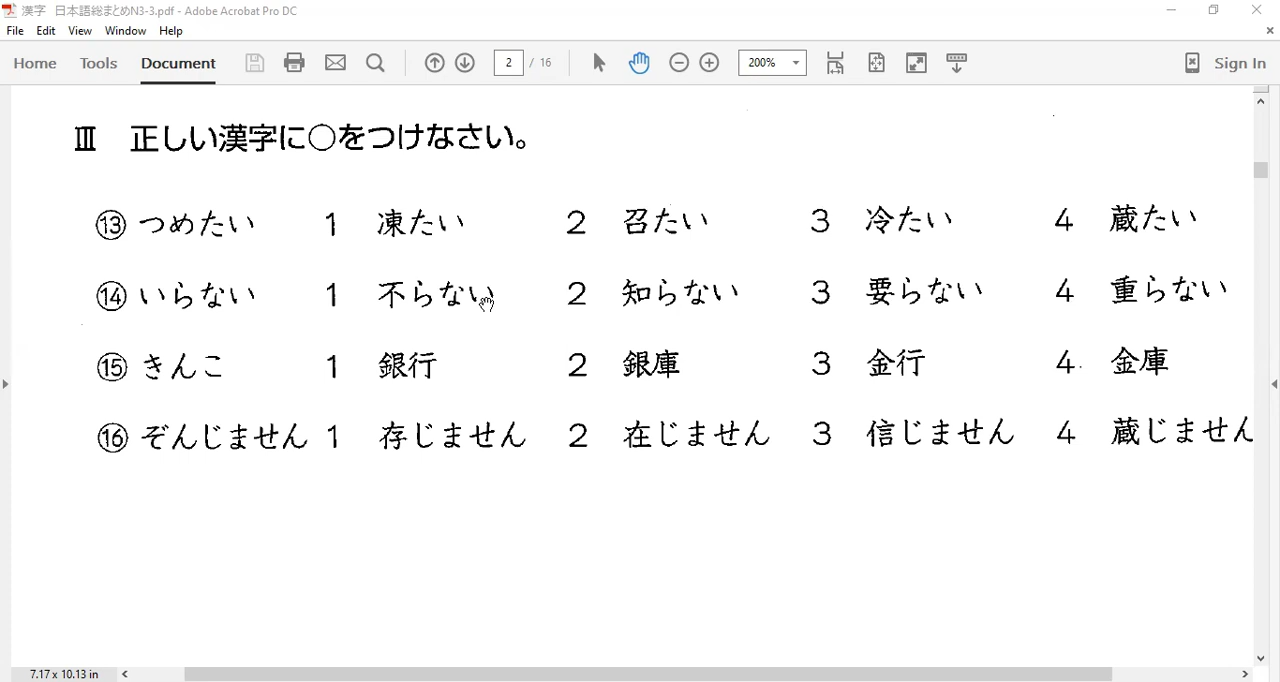 漢字 日本語総まとめN3-3.pdf - Adobe Acrobat Pro DC
File Edit View Window Help
Home Tools Document 2 / 16 200% Sign In
Ⅲ 正しい漢字に○をつけなさい。
⑬ つめたい 1 凍たい 2 召たい 3 冷たい 4 蔵たい
⑭ いらない 1 不らない 2 知らない 3 要らない 4 重らない
⑮ きんこ 1 銀行 2 銀庫 3 金行 4 金庫
⑯ ぞんじません 1 存じません 2 在じません 3 信じません 4 蔵じません
7.17 x 10.13 in